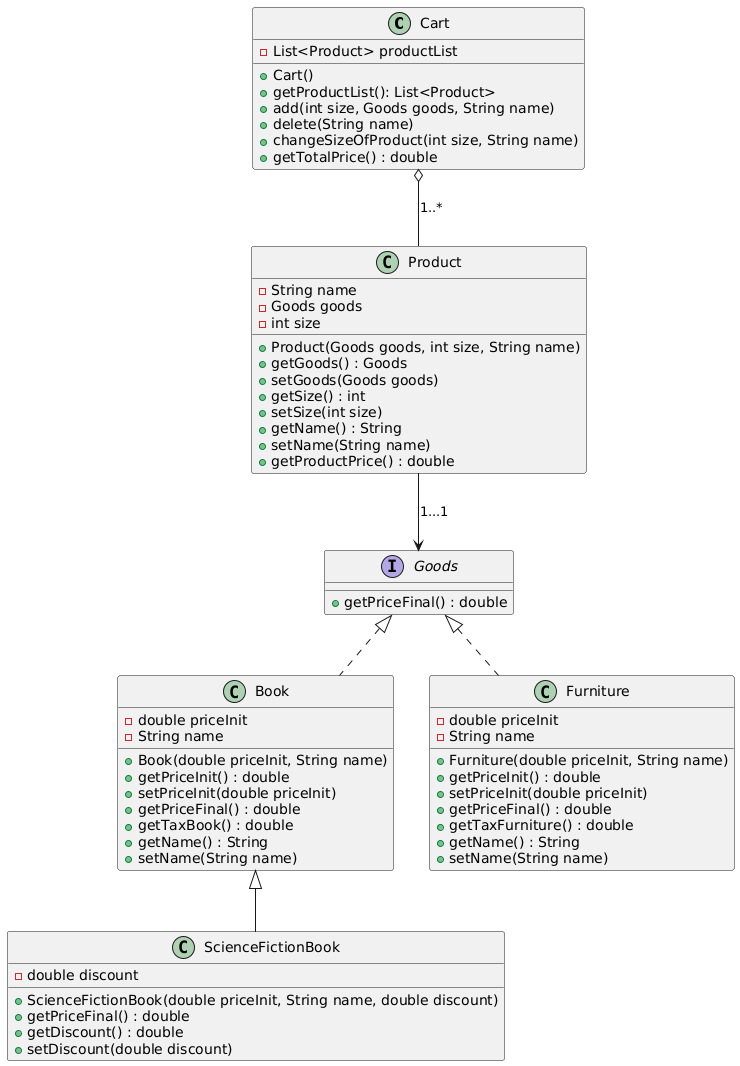 C Cart
List<Product> productList
Cart()
getProductList(): List<Product>
add(int size, Goods goods, String name)
delete(String name)
changeSizeOfProduct(int size, String name)
getTotalPrice() : double
1..*
C Product
String name
Goods goods
int size
Product(Goods goods, int size, String name)
getGoods() : Goods
setGoods(Goods goods)
getSize() : int
setSize(int size)
getName() : String
setName(String name)
getProductPrice() : double
1...1
I Goods
getPriceFinal() : double
C Book
double priceInit
String name
Book(double priceInit, String name)
getPriceInit() : double
setPriceInit(double priceInit)
getPriceFinal() : double
getTaxBook() : double
getName() : String
setName(String name)
C Furniture
double priceInit
String name
Furniture(double priceInit, String name)
getPriceInit() : double
setPriceInit(double priceInit)
getPriceFinal() : double
getTaxFurniture() : double
getName() : String
setName(String name)
C ScienceFictionBook
double discount
ScienceFictionBook(double priceInit, String name, double discount)
getPriceFinal() : double
getDiscount() : double
setDiscount(double discount)